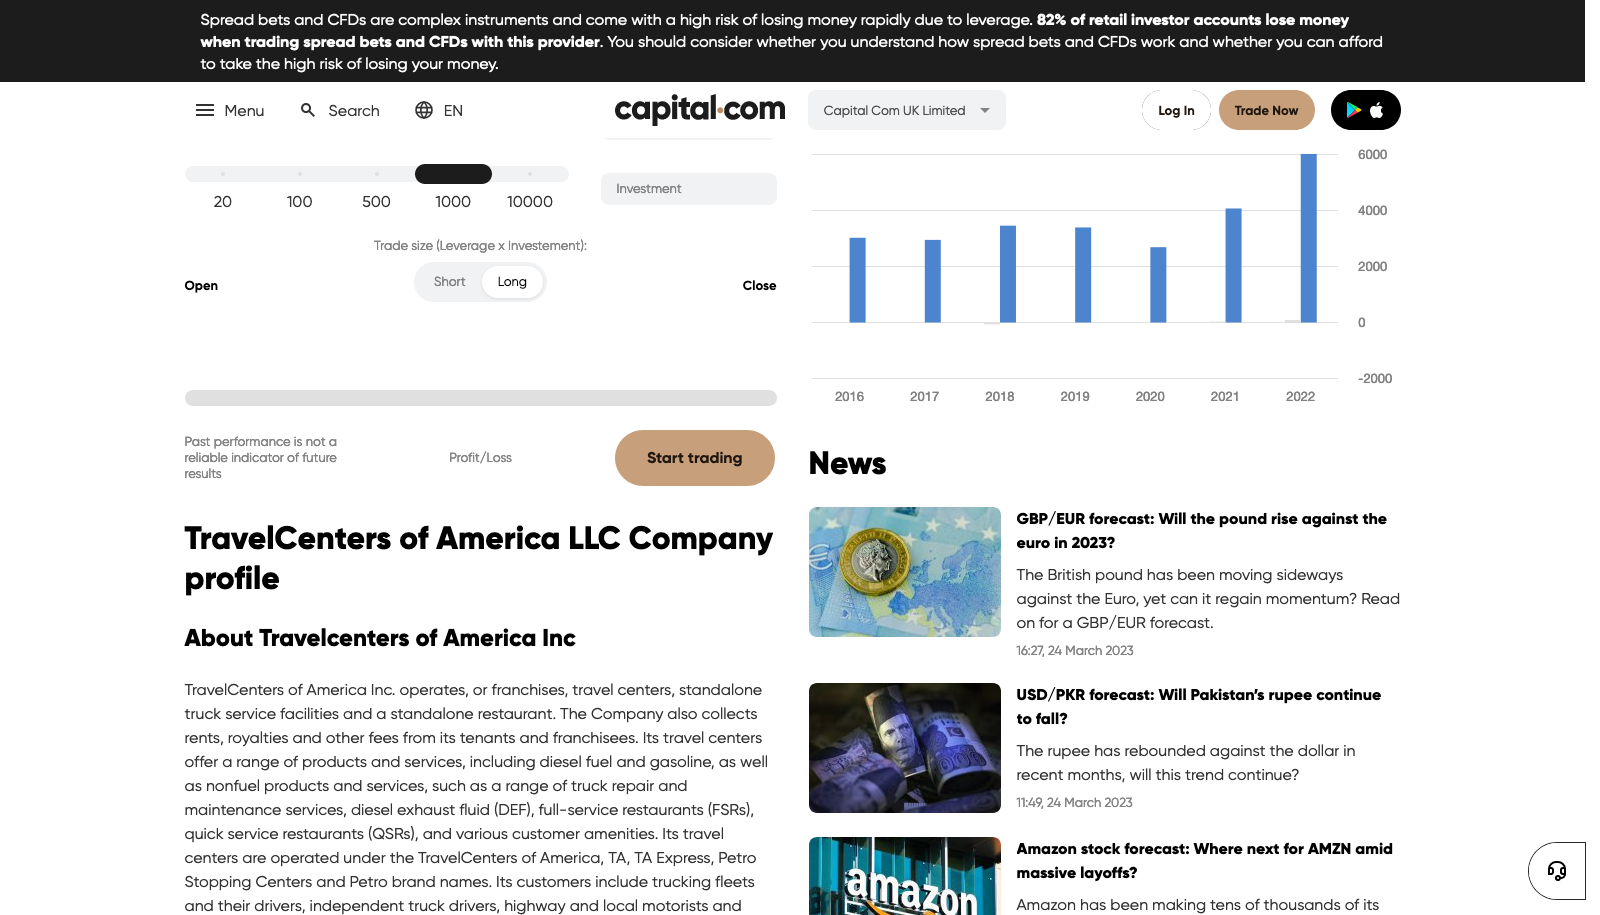 Spread bets and CFDs are complex instruments and come with a high risk of losing money rapidly due to leverage. 82% of retail investor accounts lose money
when trading spread bets and CFDs with this provider. You should consider whether you understand how spread bets and CFDs work and whether you can afford
to take the high risk of losing your money.
Menu
Search
EN
capital.com
Capital Com UK Limited
Log In
Trade Now
20
100
500
1000
10000
Investment
Trade size (Leverage x Investement):
Open
Short
Long
Close
Past performance is not a
reliable indicator of future
results
Profit/Loss
Start trading
TravelCenters of America LLC Company
profile
About Travelcenters of America Inc
TravelCenters of America Inc. operates, or franchises, travel centers, standalone
truck service facilities and a standalone restaurant. The Company also collects
rents, royalties and other fees from its tenants and franchisees. Its travel centers
offer a range of products and services, including diesel fuel and gasoline, as well
as nonfuel products and services, such as a range of truck repair and
maintenance services, diesel exhaust fluid (DEF), full-service restaurants (FSRs),
quick service restaurants (QSRs), and various customer amenities. Its travel
centers are operated under the TravelCenters of America, TA, TA Express, Petro
Stopping Centers and Petro brand names. Its customers include trucking fleets
and their drivers, independent truck drivers, highway and local motorists and
6000
4000
2000
0
-2000
2016
2017
2018
2019
2020
2021
2022
News
GBP/EUR forecast: Will the pound rise against the
euro in 2023?
The British pound has been moving sideways
against the Euro, yet can it regain momentum? Read
on for a GBP/EUR forecast.
16:27, 24 March 2023
USD/PKR forecast: Will Pakistan’s rupee continue
to fall?
The rupee has rebounded against the dollar in
recent months, will this trend continue?
11:49, 24 March 2023
amazon
Amazon stock forecast: Where next for AMZN amid
massive layoffs?
Amazon has been making tens of thousands of its